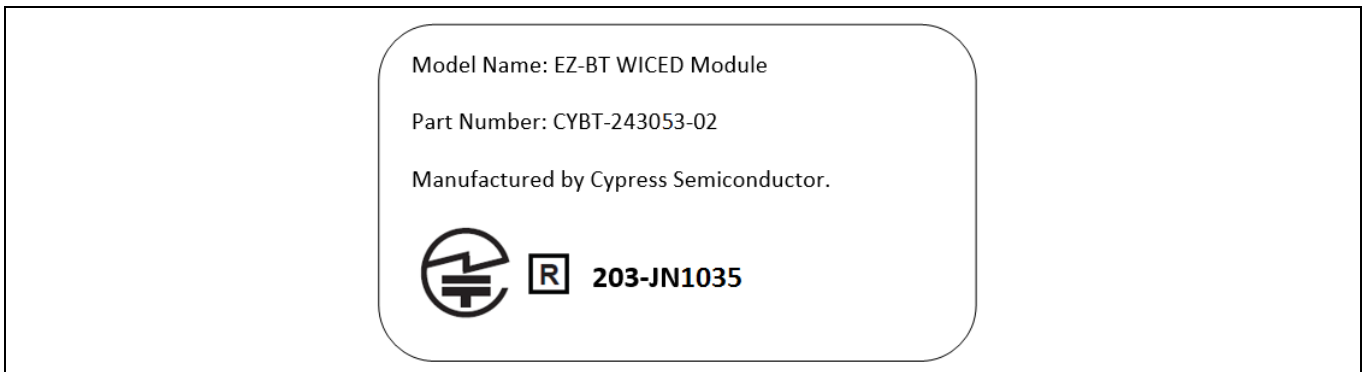 Model Name: EZ-BT WICED Module
Part Number: CYBT-243053-02
Manufactured by Cypress Semiconductor.
R 203-JN1035